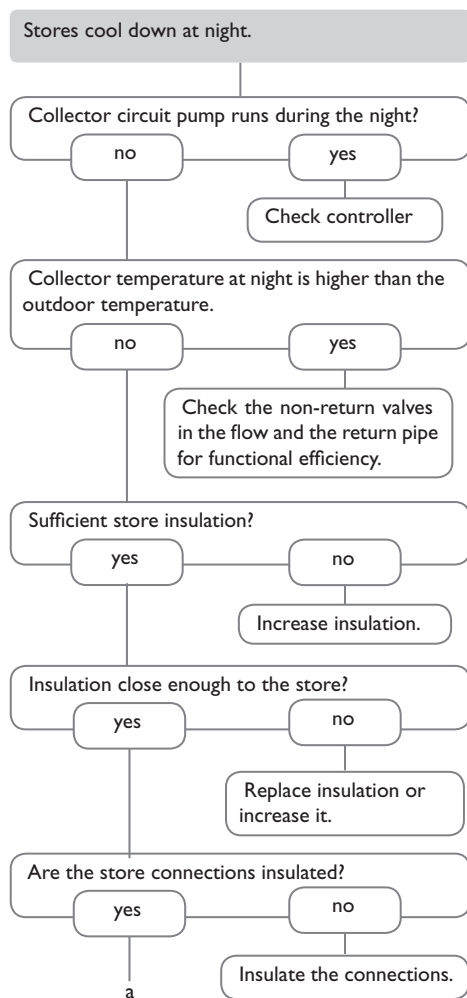 Stores cool down at night.
Collector circuit pump runs during the night?
no
yes
Check controller
Collector temperature at night is higher than the
outdoor temperature.
no
yes
Check the non-return valves
in the flow and the return pipe
for functional efficiency.
Sufficient store insulation?
yes
no
Increase insulation.
Insulation close enough to the store?
yes
no
Replace insulation or
increase it.
Are the store connections insulated?
yes
no
Insulate the connections.
a